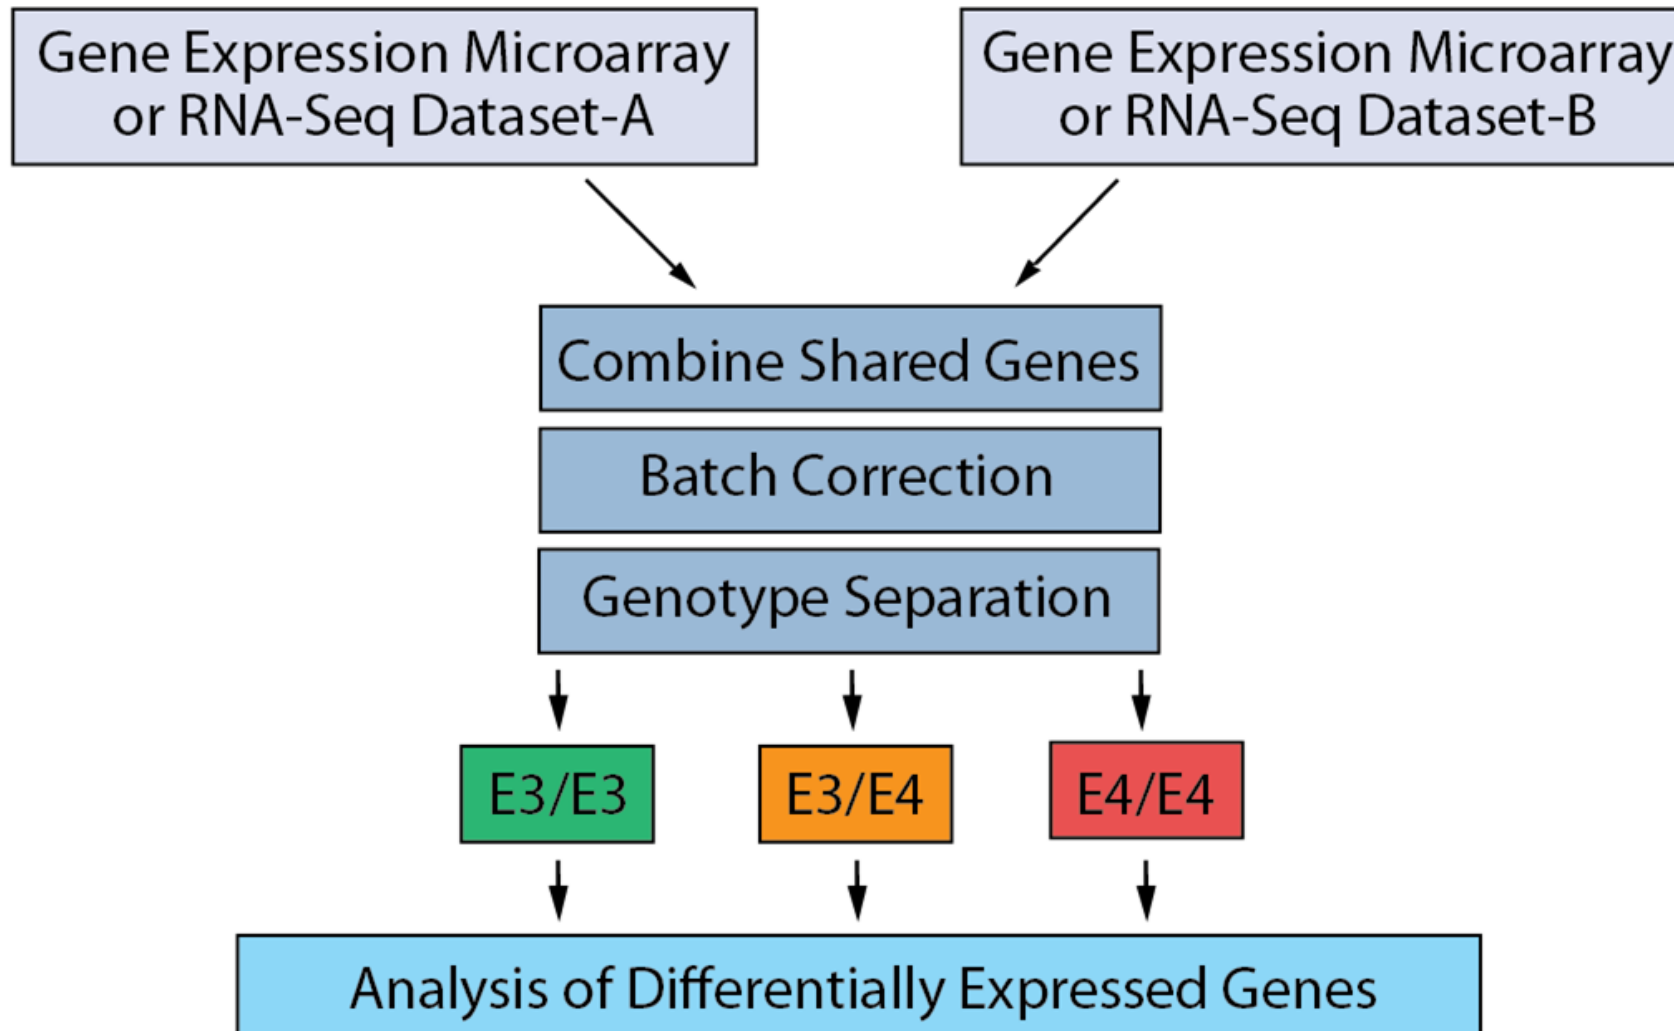 Gene Expression Microarray
or RNA-Seq Dataset-A
Gene Expression Microarray
or RNA-Seq Dataset-B
Combine Shared Genes
Batch Correction
Genotype Separation
E3/E3
E3/E4
E4/E4
Analysis of Differentially Expressed Genes